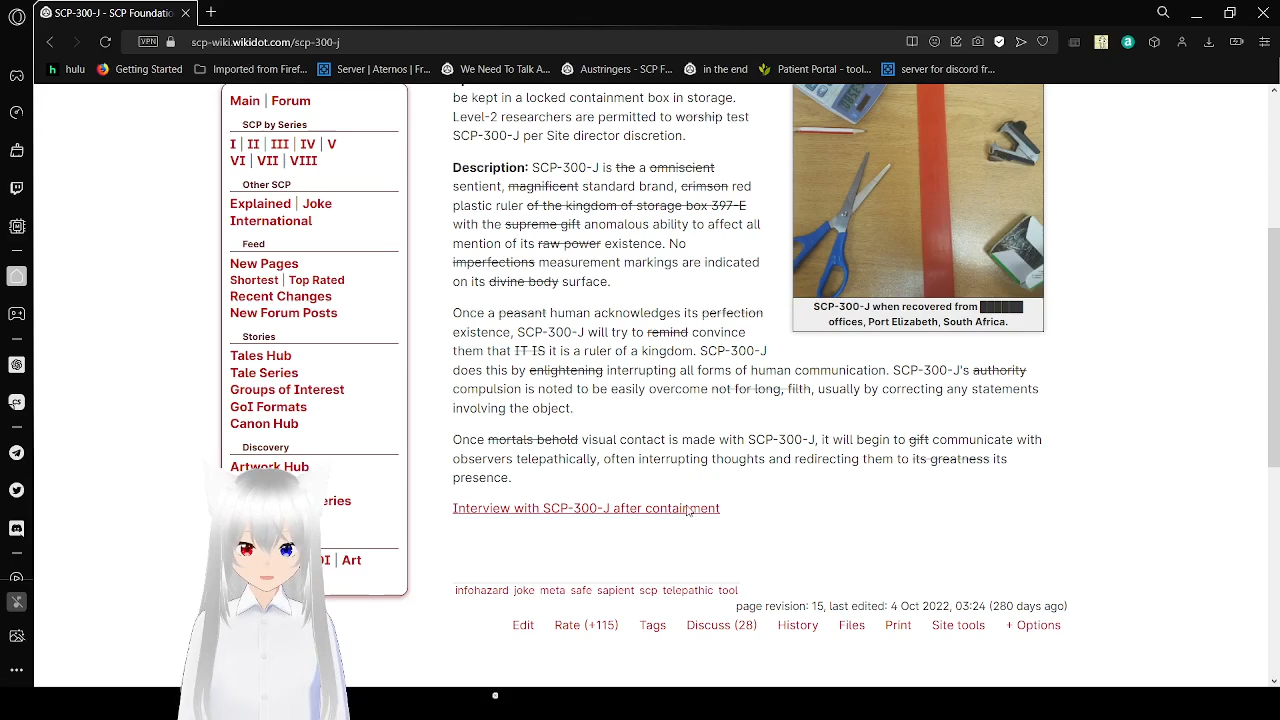 SCP-300-J - SCP Foundatio
scp-wiki.wikidot.com/scp-300-j
VPN
hulu
Getting Started
Imported from Firef...
Server | Aternos | Fr...
We Need To Talk A...
Austringers - SCP F...
in the end
Patient Portal - tool...
server for discord fr...
Main | Forum
SCP by Series
I | II | III | IV | V
VI | VII | VIII
Other SCP
Explained | Joke
International
Feed
New Pages
Shortest | Top Rated
Recent Changes
New Forum Posts
Stories
Tales Hub
Tale Series
Groups of Interest
GoI Formats
Canon Hub
Discovery
Artwork Hub
eries
OI | Art
be kept in a locked containment box in storage.
Level-2 researchers are permitted to worship test
SCP-300-J per Site director discretion.
Description: SCP-300-J is the a omniscient
sentient, magnificent standard brand, crimson red
plastic ruler of the kingdom of storage box 397-E
with the supreme gift anomalous ability to affect all
mention of its raw power existence. No
imperfections measurement markings are indicated
on its divine body surface.
Once a peasant human acknowledges its perfection
existence, SCP-300-J will try to remind convince
them that IT IS it is a ruler of a kingdom. SCP-300-J
does this by enlightening interrupting all forms of human communication. SCP-300-J's authority
compulsion is noted to be easily overcome not for long, filth, usually by correcting any statements
involving the object.
Once mortals behold visual contact is made with SCP-300-J, it will begin to gift communicate with
observers telepathically, often interrupting thoughts and redirecting them to its greatness its
presence.
Interview with SCP-300-J after containment
SCP-300-J when recovered from
offices, Port Elizabeth, South Africa.
infohazard joke meta safe sapient scp telepathic tool
page revision: 15, last edited: 4 Oct 2022, 03:24 (280 days ago)
Edit Rate (+115) Tags Discuss (28) History Files Print Site tools + Options